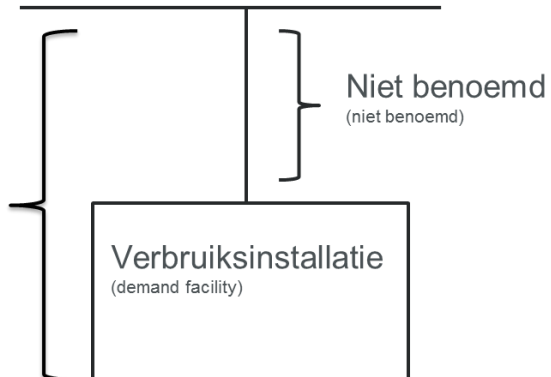 Niet benoemd
(niet benoemd)
Verbruiksinstallatie
(demand facility)